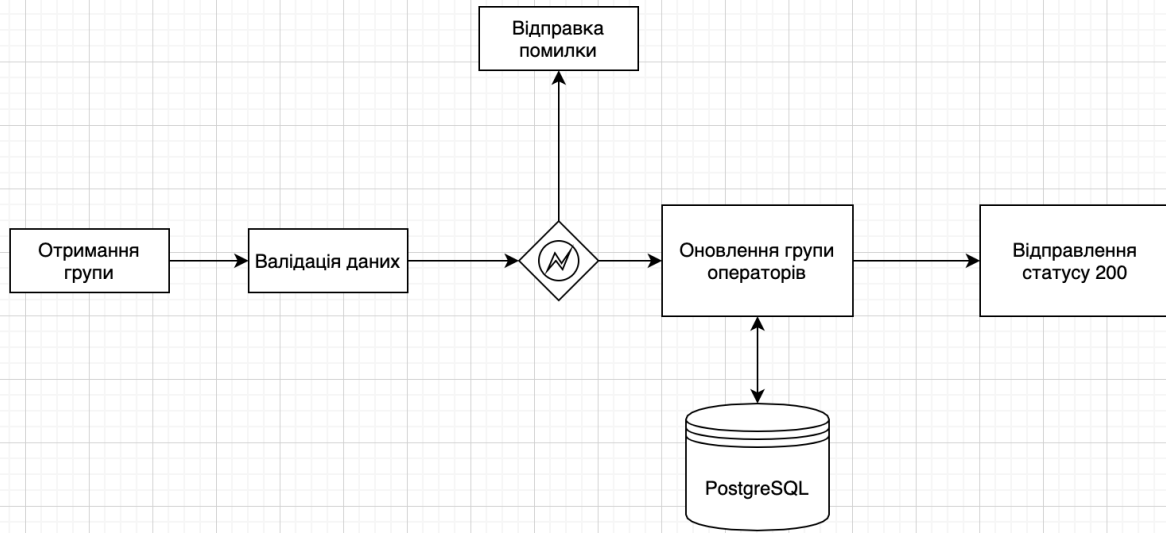 Відправка
помилки
Отримання
групи
Валідація даних
Оновлення групи
операторів
Відправлення
статусу 200
PostgreSQL